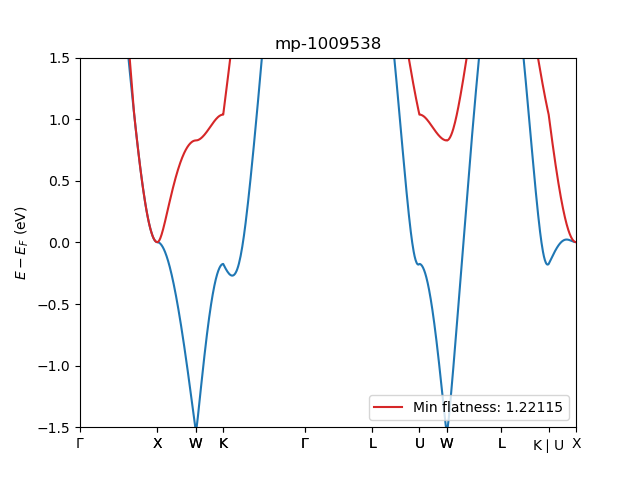 mp-1009538
1.5
1.0
0.5
0.0
−0.5
−1.0
−1.5
E − E_F (eV)
Min flatness: 1.22115
Γ X W K Γ L U W L K | U X